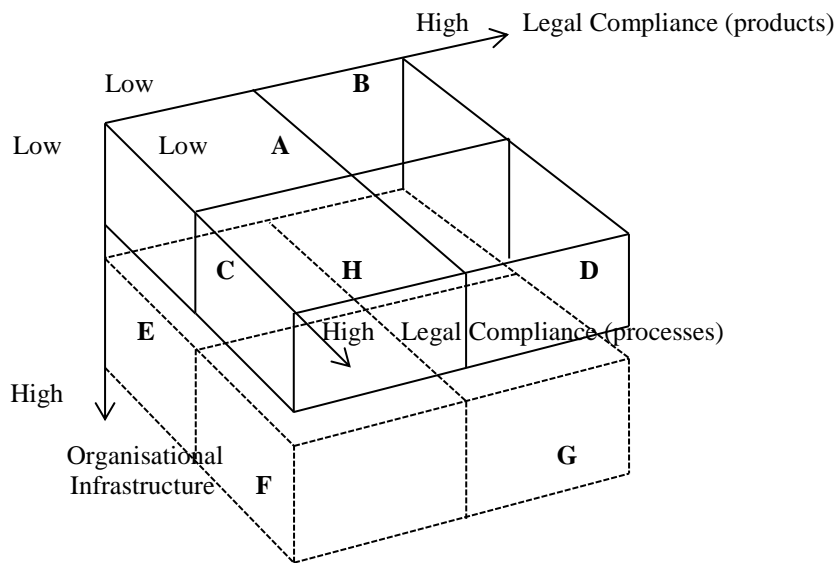 High Legal Compliance (products)
Low B
Low Low A
C H D
E High Legal Compliance (processes)
High
Organisational G
Infrastructure F